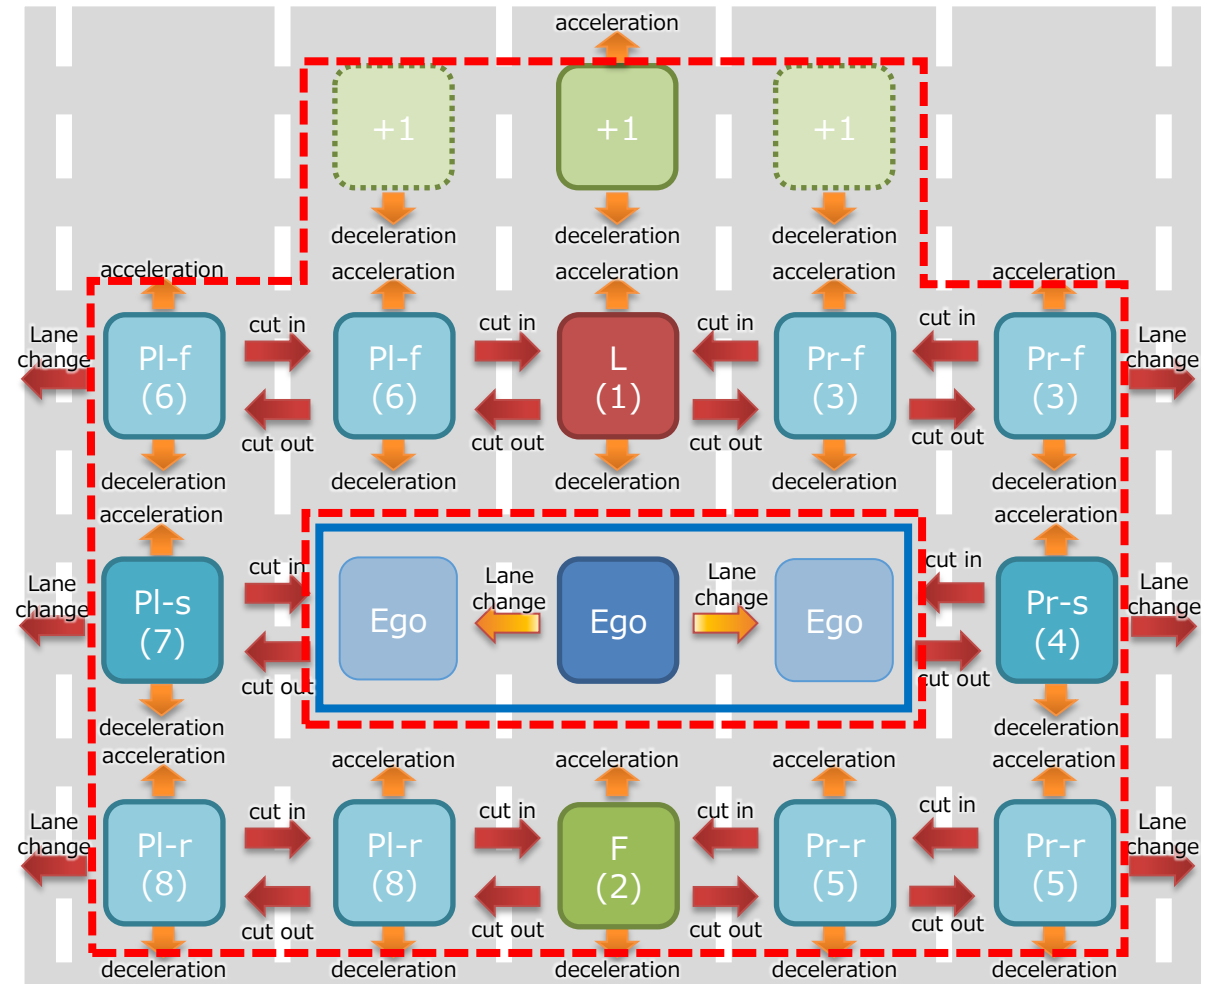 acceleration
+1
+1
+1
deceleration
deceleration
deceleration
acceleration
acceleration
acceleration
acceleration
acceleration
Lane
change
Pl-f
(6)
cut in
cut out
Pl-f
(6)
cut in
cut out
L
(1)
cut in
cut out
Pr-f
(3)
cut in
cut out
Pr-f
(3)
Lane
change
deceleration
deceleration
deceleration
deceleration
deceleration
acceleration
acceleration
Lane
change
Pl-s
(7)
cut in
cut out
Ego
Lane
change
Ego
Lane
change
Ego
cut in
cut out
Pr-s
(4)
Lane
change
deceleration
deceleration
acceleration
acceleration
acceleration
acceleration
acceleration
Lane
change
Pl-r
(8)
cut in
cut out
Pl-r
(8)
cut in
cut out
F
(2)
cut in
cut out
Pr-r
(5)
cut in
cut out
Pr-r
(5)
Lane
change
deceleration
deceleration
deceleration
deceleration
deceleration